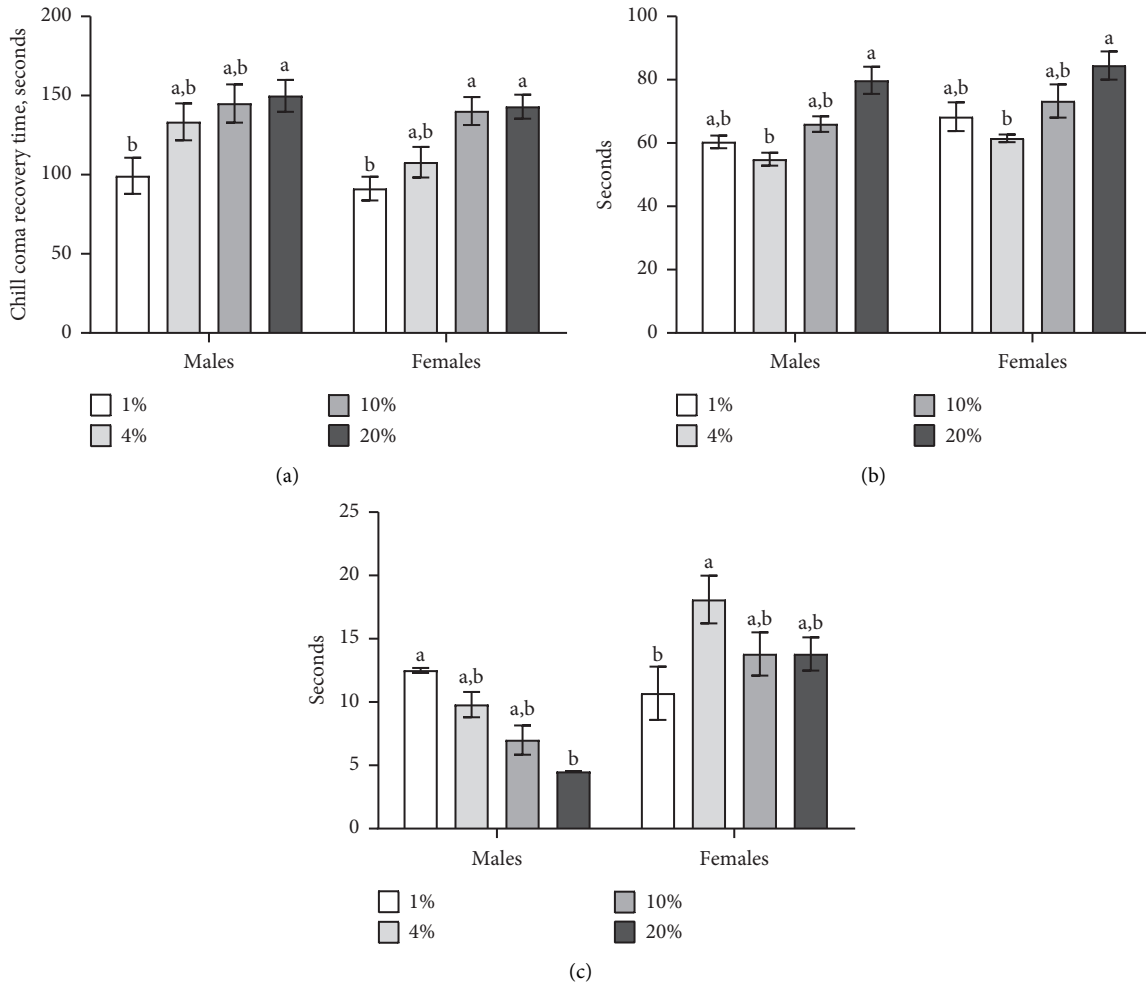 Chill coma recovery time, seconds
200
150
100
50
0
b
a,b
a,b
a
b
a,b
a
a
Males
Females
1%
10%
4%
20%
(a)
Seconds
100
80
60
40
20
0
a,b
b
a,b
a
a,b
b
a,b
a
Males
Females
1%
10%
4%
20%
(b)
Seconds
25
20
15
10
5
0
a
a,b
a,b
b
b
a
a,b
a,b
Males
Females
1%
10%
4%
20%
(c)